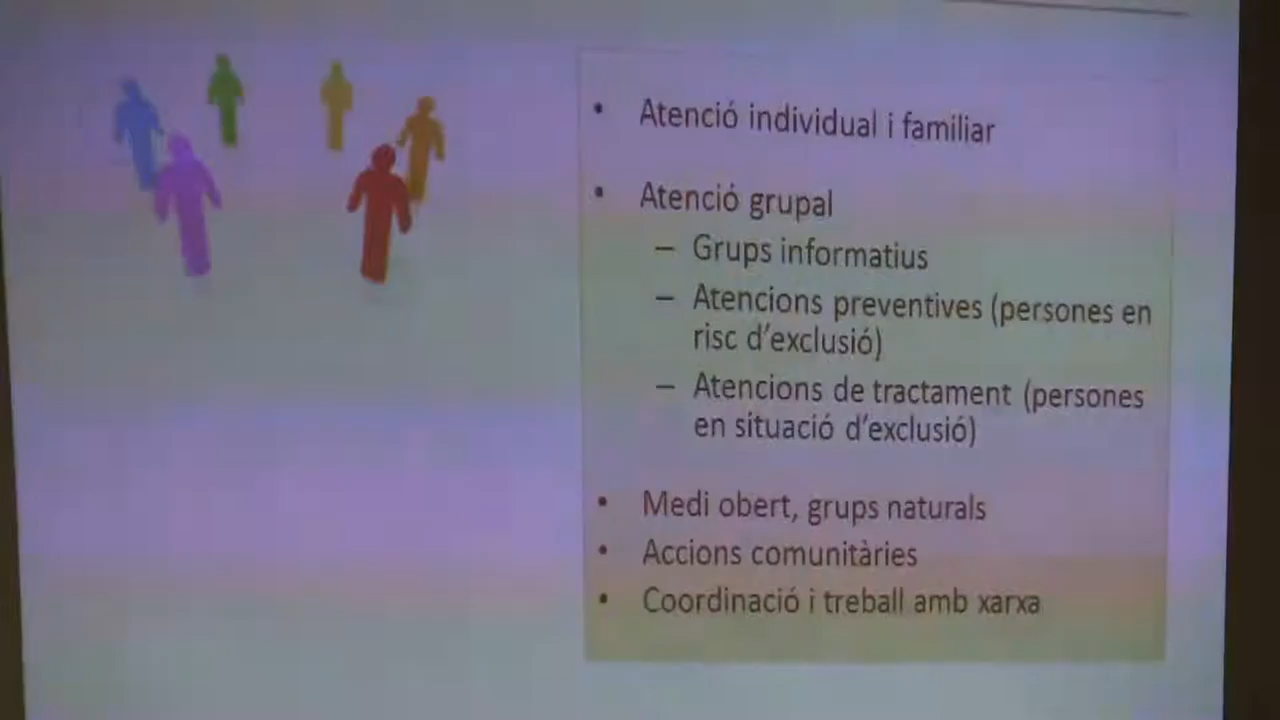 • Atenció individual i familiar
• Atenció grupal
– Grups informatius
– Atencions preventives (persones en
risc d'exclusió)
– Atencions de tractament (persones
en situació d'exclusió)
• Medi obert, grups naturals
• Accions comunitàries
• Coordinació i treball amb xarxa